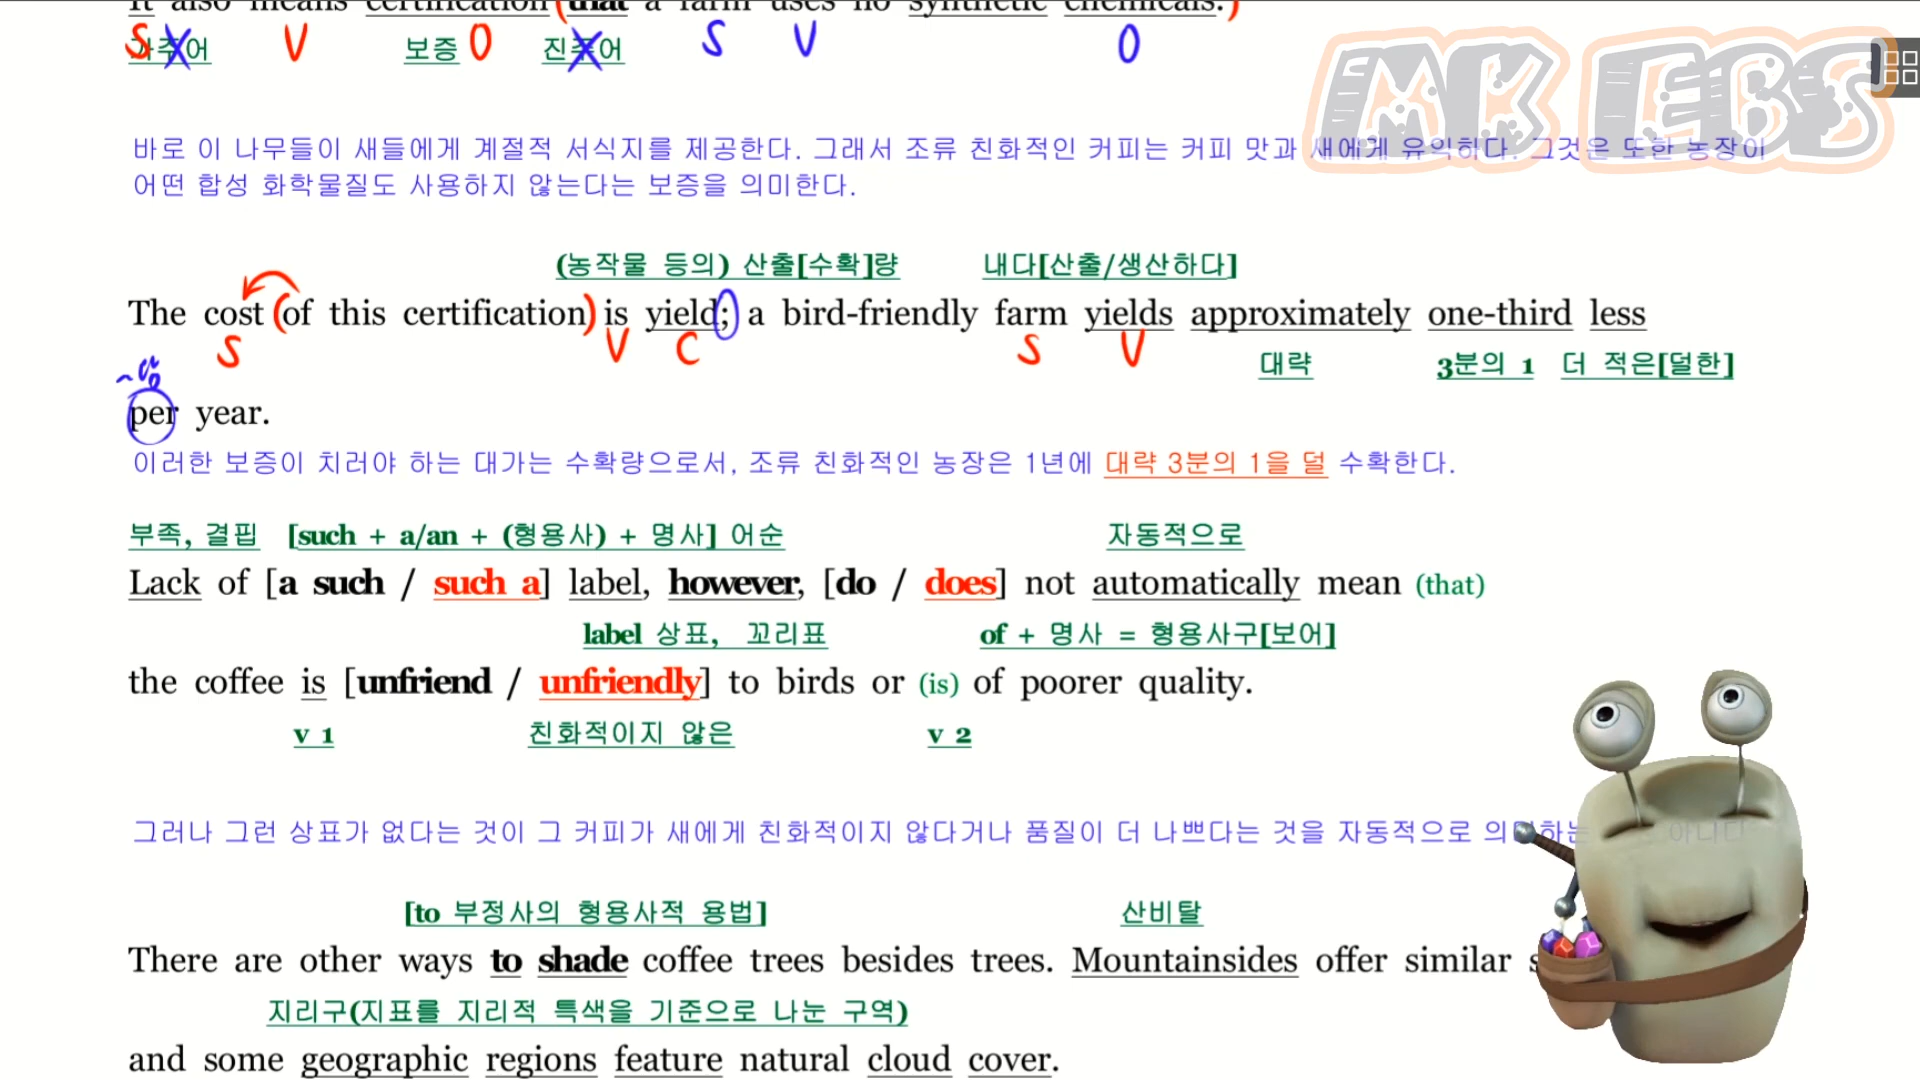 It also means certification (that a farm uses no synthetic chemicals.)
S V O S V O
가주어 보증 진주어
MK EBS
바로 이 나무들이 새들에게 계절적 서식지를 제공한다. 그래서 조류 친화적인 커피는 커피 맛과 새에게 유익하다. 그것은 또한 농장이
어떤 합성 화학물질도 사용하지 않는다는 보증을 의미한다.
(농작물 등의) 산출[수확]량 내다[산출/생산하다]
The cost (of this certification) is yield; a bird-friendly farm yields approximately one-third less
S V C S V
~당 대략 3분의 1 더 적은[덜한]
per year.
이러한 보증이 치러야 하는 대가는 수확량으로서, 조류 친화적인 농장은 1년에 대략 3분의 1을 덜 수확한다.
부족, 결핍 [such + a/an + (형용사) + 명사] 어순 자동적으로
Lack of [a such / such a] label, however, [do / does] not automatically mean (that)
label 상표, 꼬리표 of + 명사 = 형용사구[보어]
the coffee is [unfriend / unfriendly] to birds or (is) of poorer quality.
v 1 친화적이지 않은 v 2
그러나 그런 상표가 없다는 것이 그 커피가 새에게 친화적이지 않다거나 품질이 더 나쁘다는 것을 자동적으로 의미하는 아니다
[to 부정사의 형용사적 용법] 산비탈
There are other ways to shade coffee trees besides trees. Mountainsides offer similar
지리구(지표를 지리적 특색을 기준으로 나눈 구역)
and some geographic regions feature natural cloud cover.